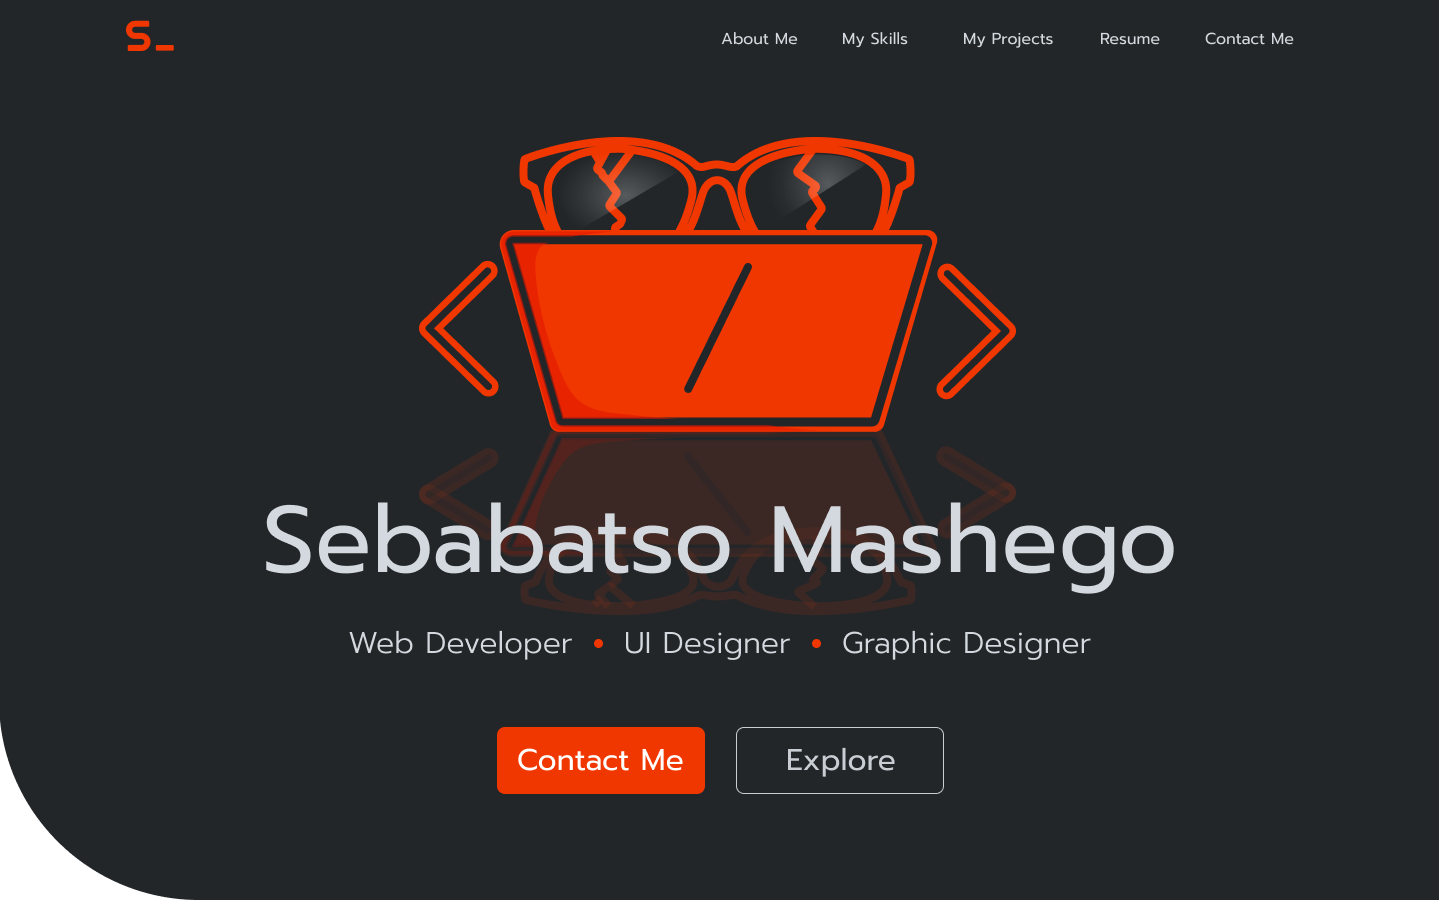 S_
About Me My Skills My Projects Resume Contact Me
Sebabatso Mashego
Web Developer • UI Designer • Graphic Designer
Contact Me Explore